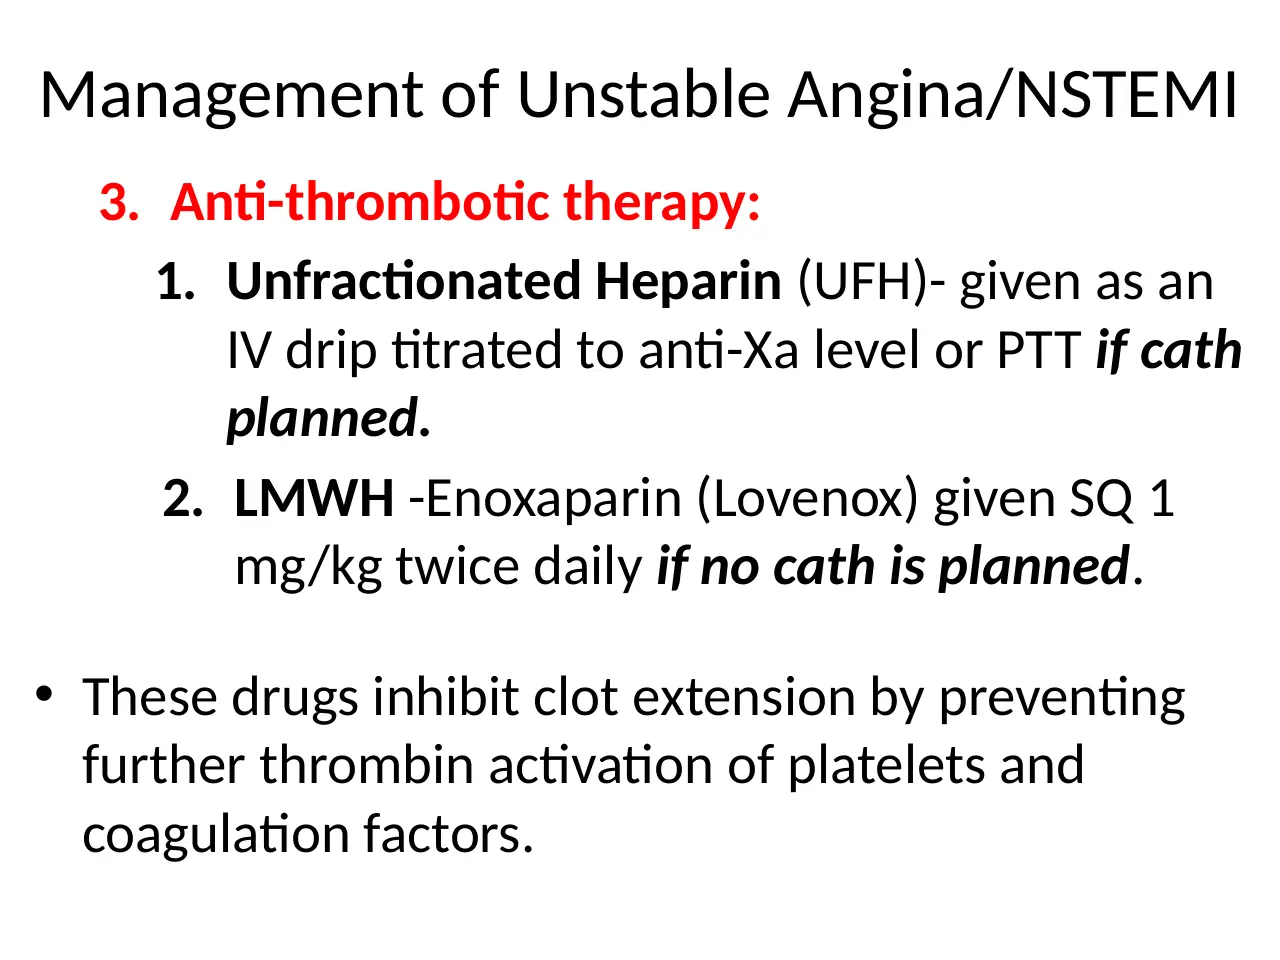 Management of Unstable Angina/NSTEMI
3. Anti-thrombotic therapy:
1. Unfractionated Heparin (UFH)- given as an
IV drip titrated to anti-Xa level or PTT if cath
planned.
2. LMWH -Enoxaparin (Lovenox) given SQ 1
mg/kg twice daily if no cath is planned.
• These drugs inhibit clot extension by preventing
further thrombin activation of platelets and
coagulation factors.